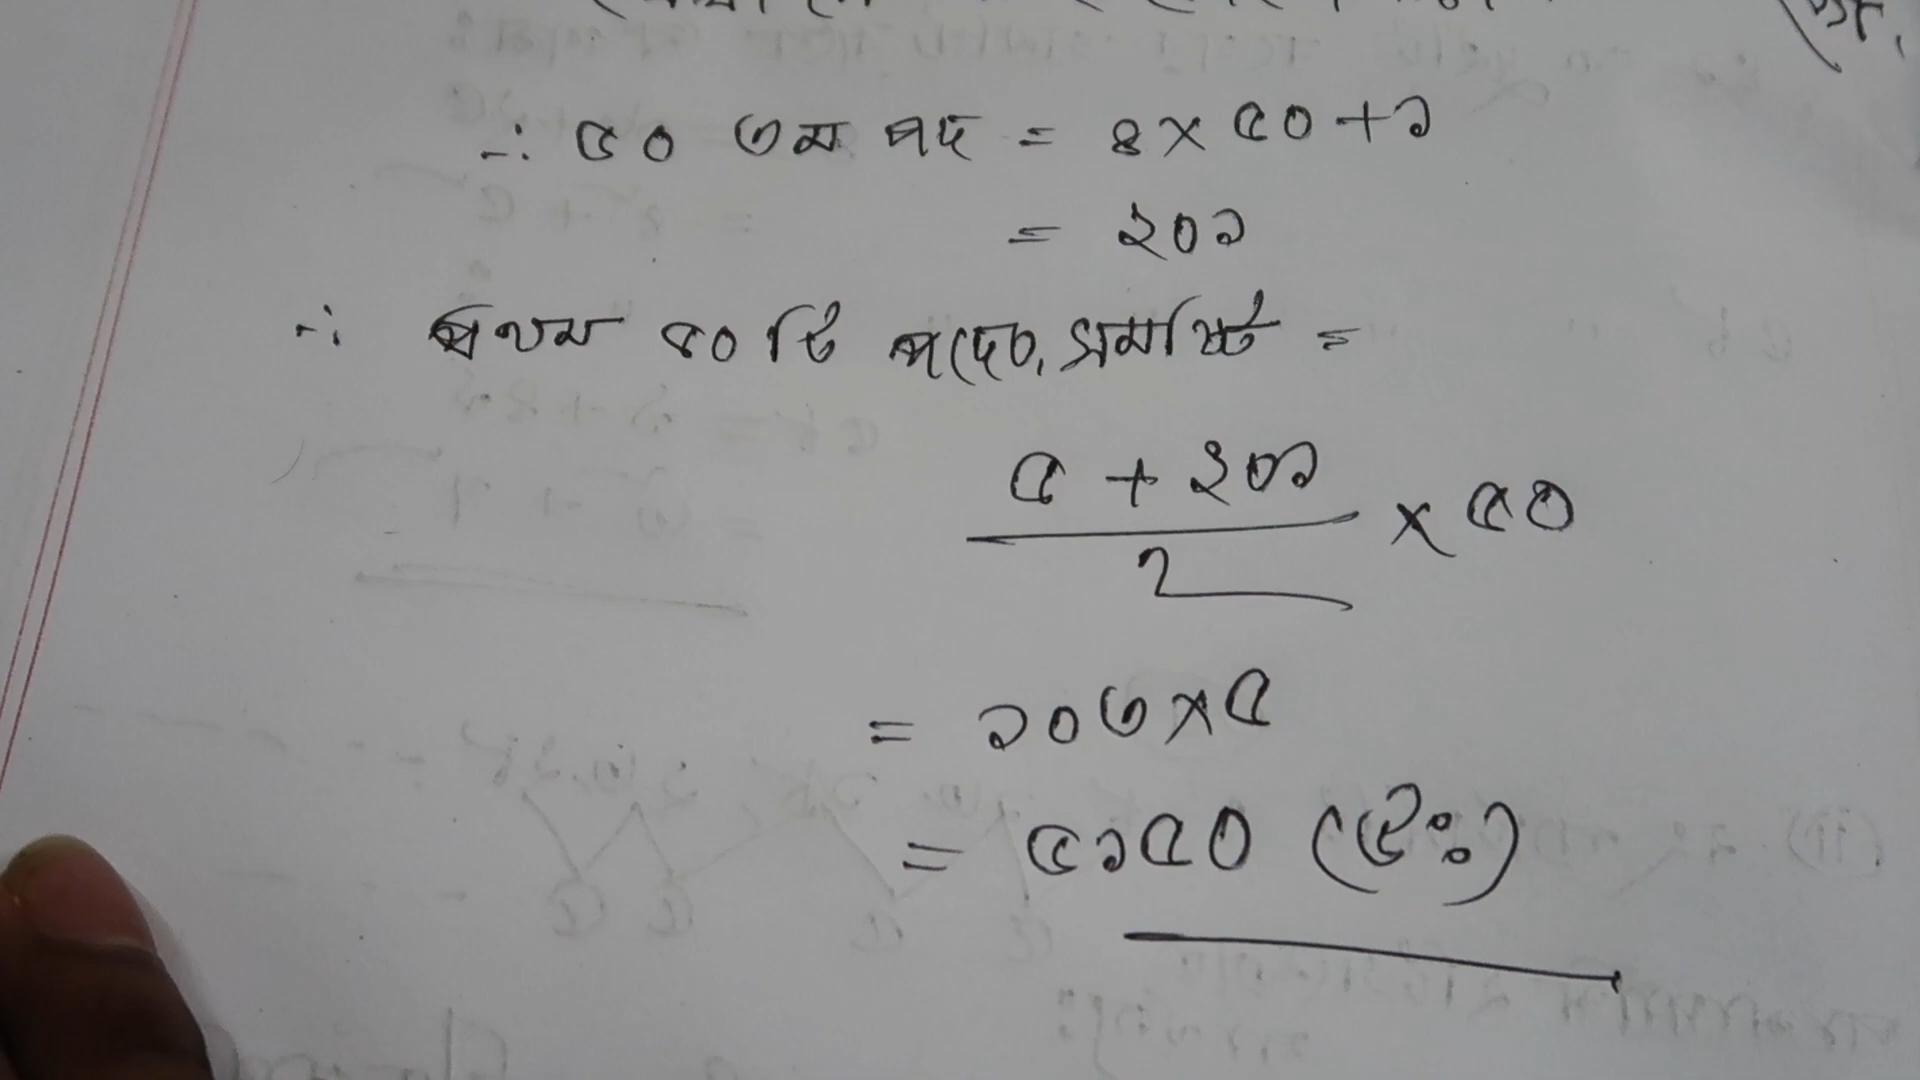 ∴ ৫০ তম পদ = ৪ × ৫০ + ১
= ২০১
∴ প্রথম ৫০ টি পদের সমষ্টি =
৫ + ২০১
২
× ৫০
= ১০৩ × ৫
= ৫১৫০ (উঃ)